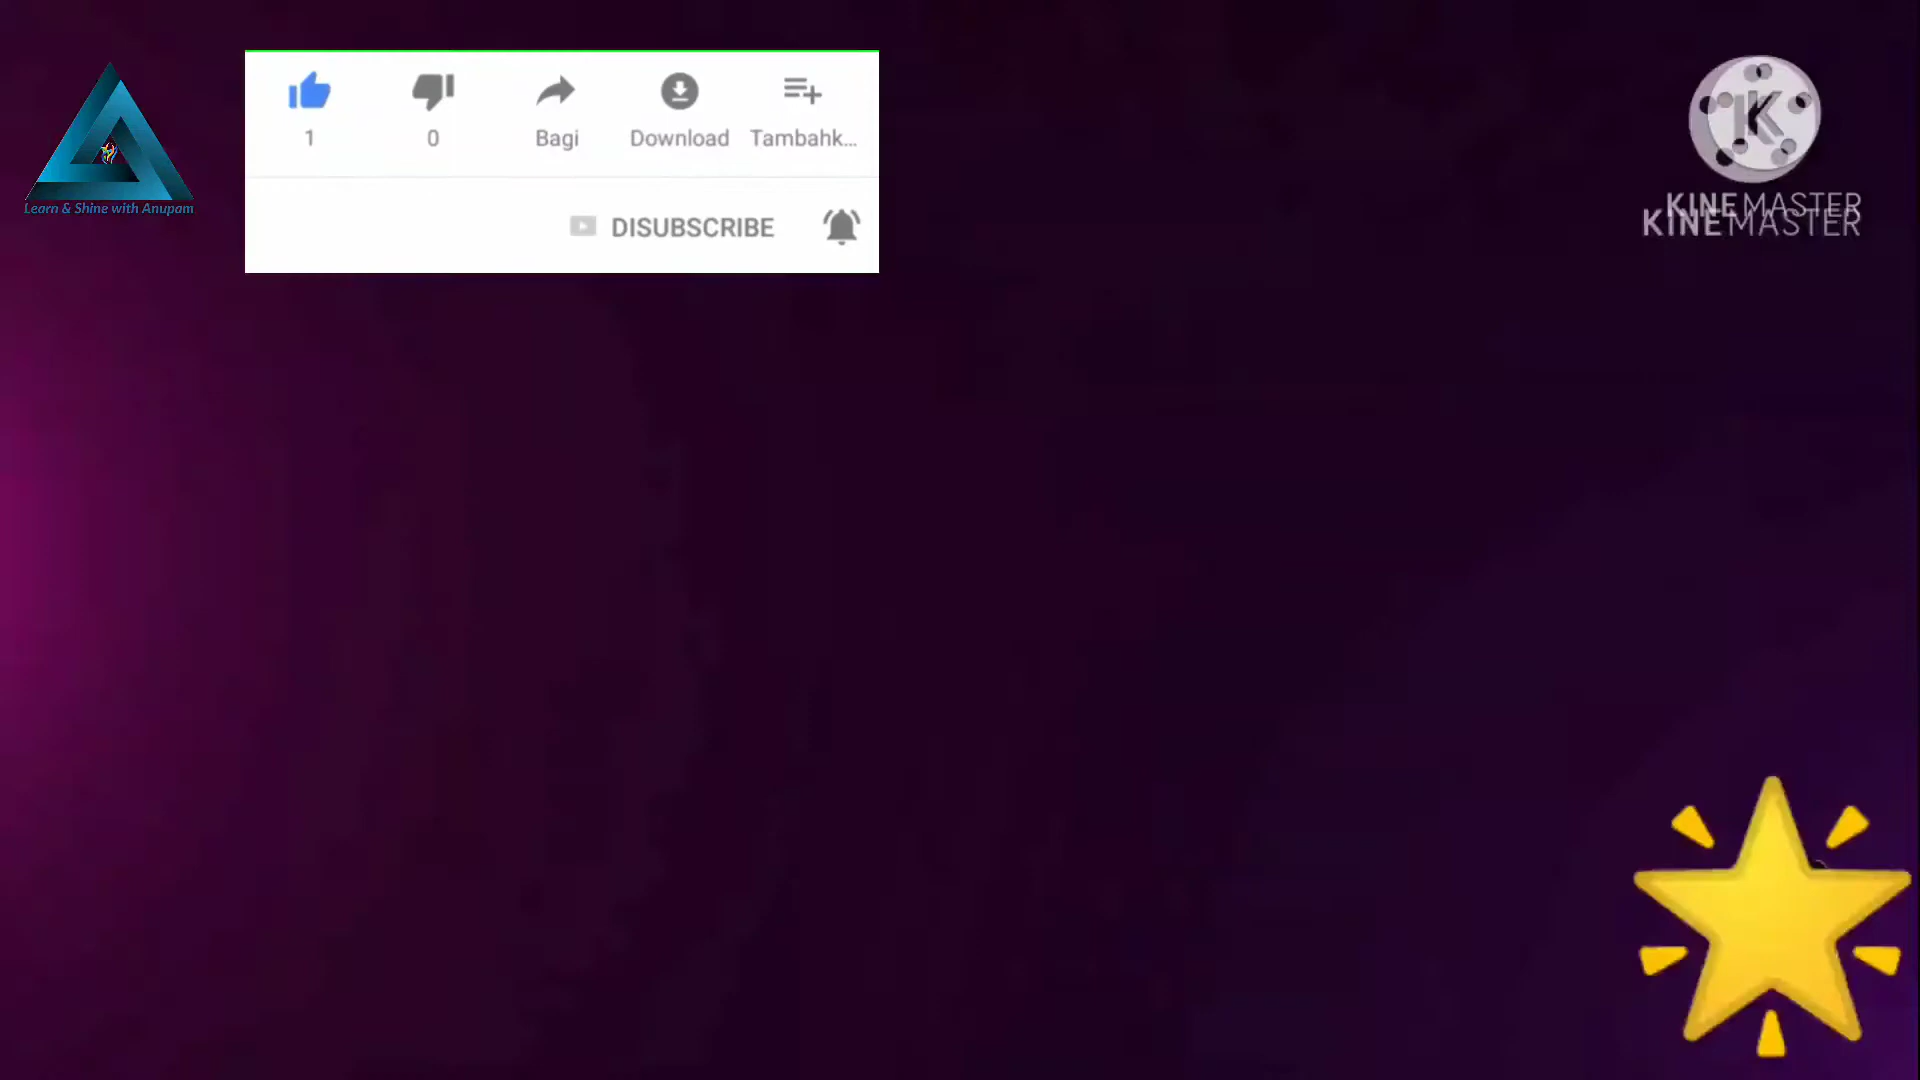 1
0
Bagi
Download
Tambahk...
DISUBSCRIBE
Learn & Shine with Anupam
K
KINEMASTER
KINEMASTER